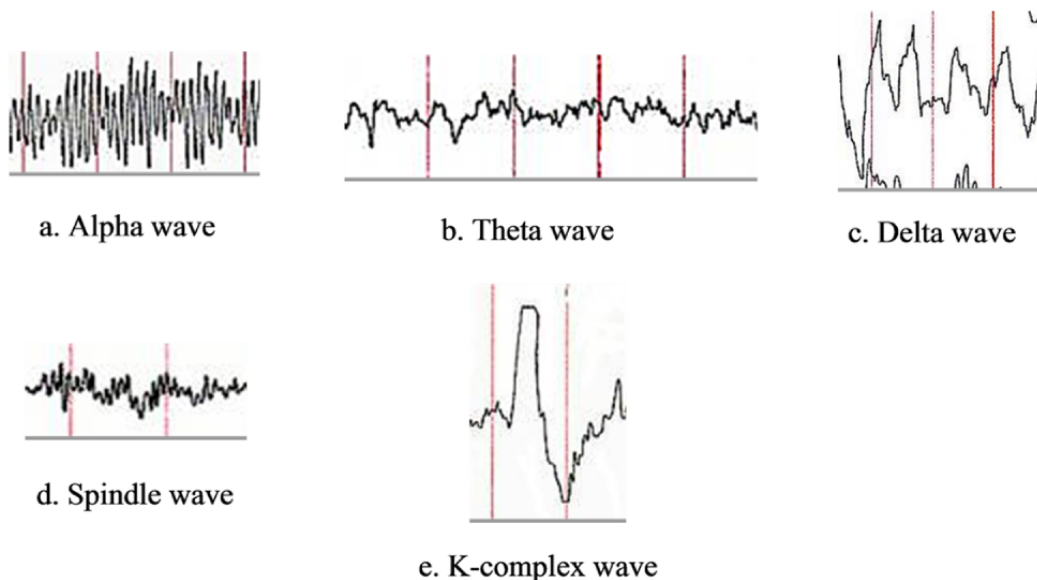 a. Alpha wave
b. Theta wave
c. Delta wave
d. Spindle wave
e. K-complex wave